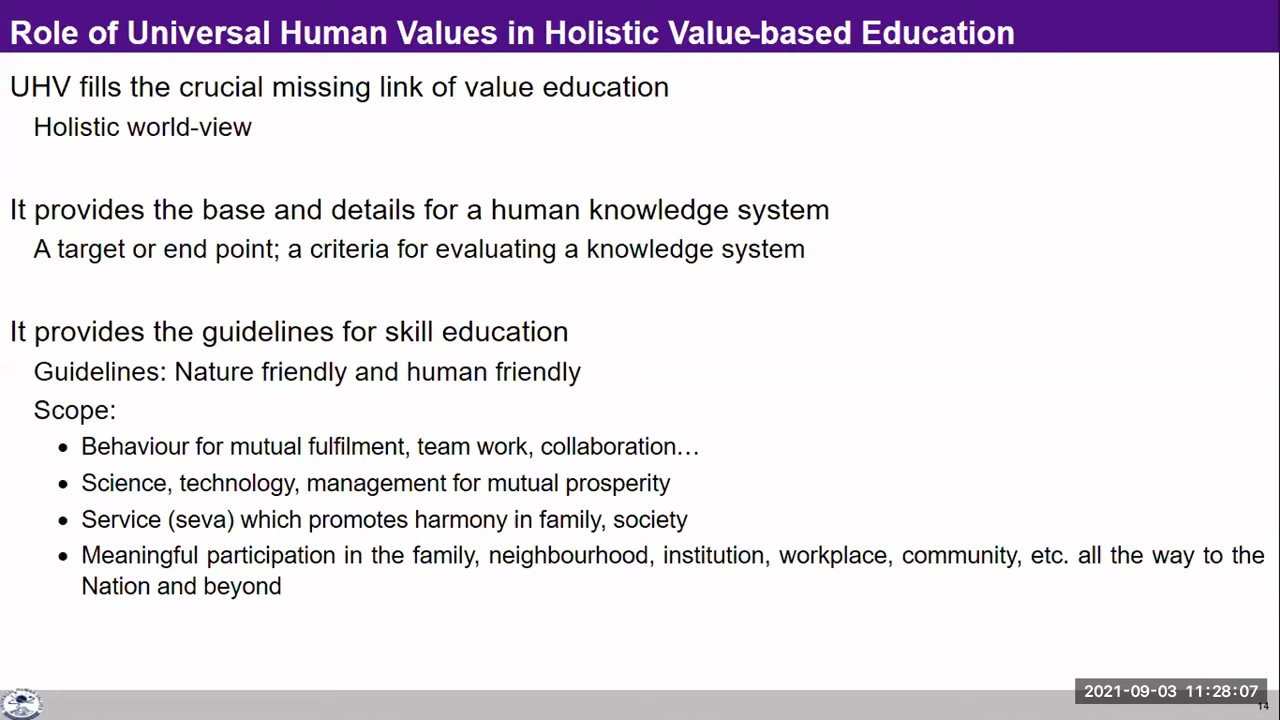 Role of Universal Human Values in Holistic Value-based Education
UHV fills the crucial missing link of value education
Holistic world-view
It provides the base and details for a human knowledge system
A target or end point; a criteria for evaluating a knowledge system
It provides the guidelines for skill education
Guidelines: Nature friendly and human friendly
Scope:
• Behaviour for mutual fulfilment, team work, collaboration…
• Science, technology, management for mutual prosperity
• Service (seva) which promotes harmony in family, society
• Meaningful participation in the family, neighbourhood, institution, workplace, community, etc. all the way to the
Nation and beyond
2021-09-03 11:28:07
14